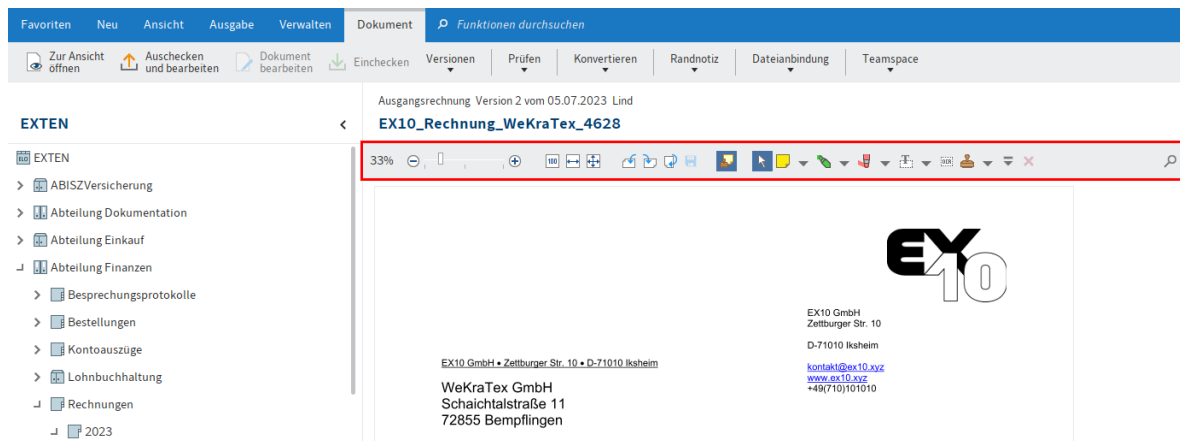 Favoriten Neu Ansicht Ausgabe Verwalten Dokument Funktionen durchsuchen
Zur Ansicht öffnen Auschecken und bearbeiten Dokument bearbeiten Einchecken Versionen Prüfen Konvertieren Randnotiz Dateianbindung Teamspace
EXTEN
Ausgangsrechnung Version 2 vom 05.07.2023 Lind
EX10_Rechnung_WeKraTex_4628
33% 100 OCR
ELO EXTEN
ABISZVersicherung
Abteilung Dokumentation
Abteilung Einkauf
Abteilung Finanzen
Besprechungsprotokolle
Bestellungen
Kontoauszüge
Lohnbuchhaltung
Rechnungen
2023
EX10
EX10 GmbH
Zettburger Str. 10
D-71010 Iksheim
kontakt@ex10.xyz
www.ex10.xyz
+49(710)101010
EX10 GmbH • Zettburger Str. 10 • D-71010 Iksheim
WeKraTex GmbH
Schaichtalstraße 11
72855 Bempflingen